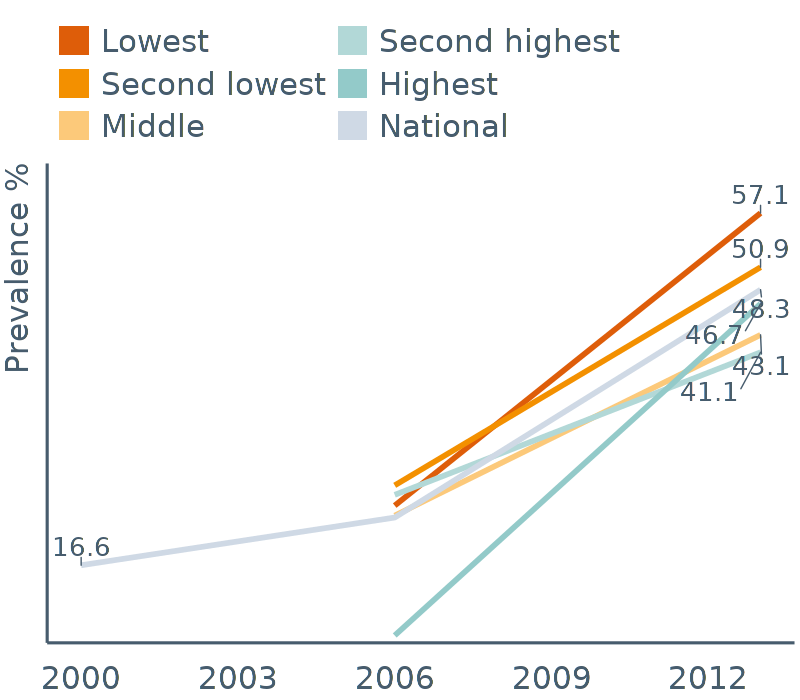 Lowest
Second lowest
Middle
Second highest
Highest
National
Prevalence %
57.1
50.9
48.3
46.7
43.1
41.1
16.6
2000 2003 2006 2009 2012